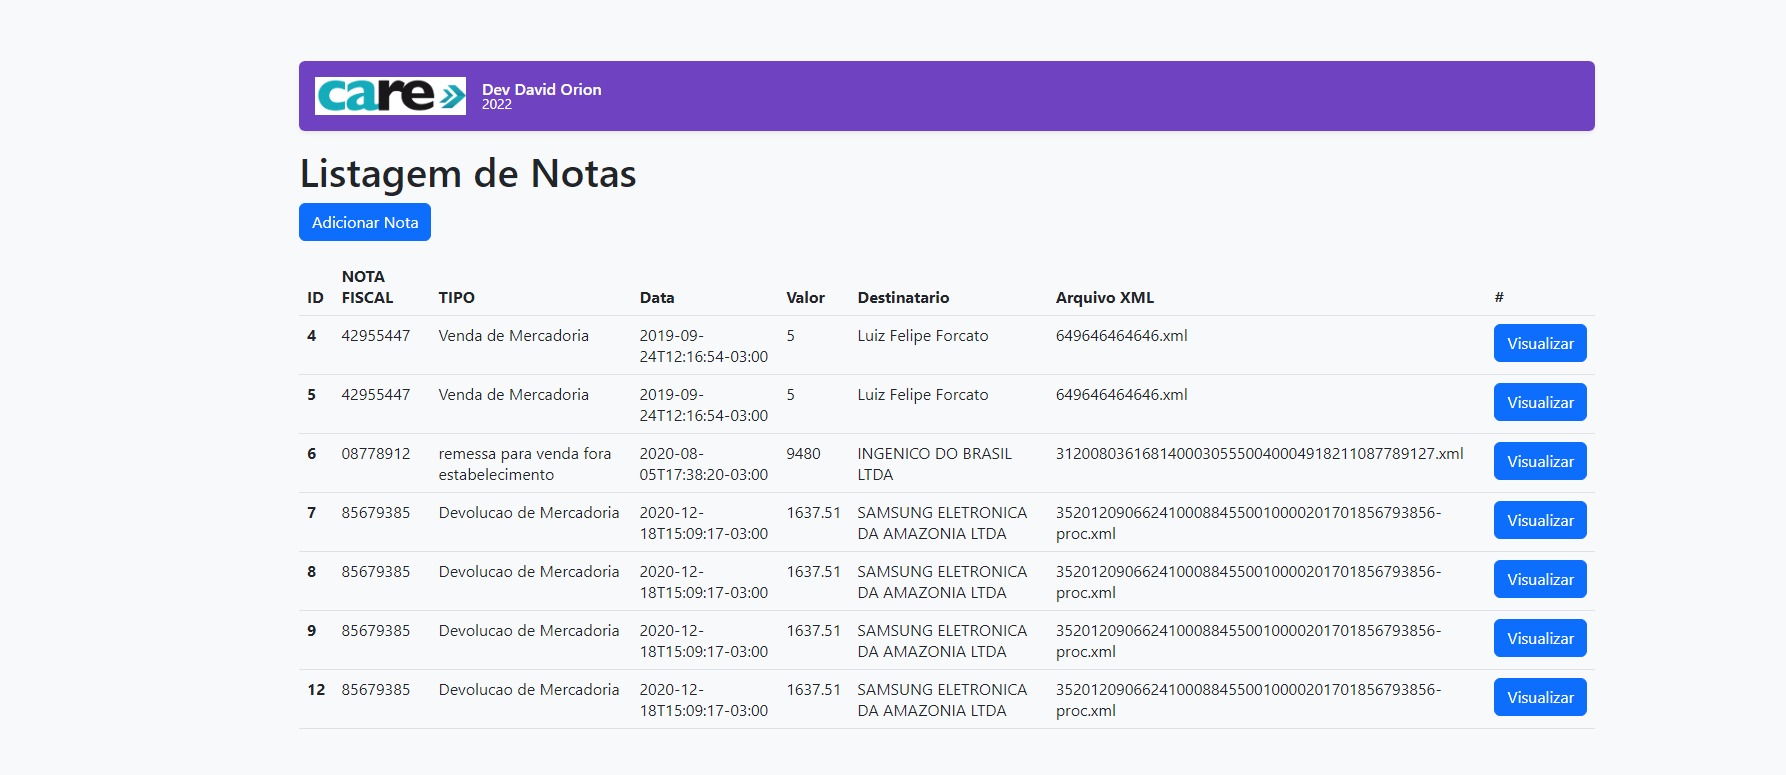 care
Dev David Orion
2022
Listagem de Notas
Adicionar Nota
ID NOTA FISCAL TIPO Data Valor Destinatario Arquivo XML #
4 42955447 Venda de Mercadoria 2019-09- 5 Luiz Felipe Forcato 649646464646.xml Visualizar
24T12:16:54-03:00
5 42955447 Venda de Mercadoria 2019-09- 5 Luiz Felipe Forcato 649646464646.xml Visualizar
24T12:16:54-03:00
6 08778912 remessa para venda fora 2020-08- 9480 INGENICO DO BRASIL 31200803616814000305550040004918211087789127.xml Visualizar
estabelecimento 05T17:38:20-03:00 LTDA
7 85679385 Devolucao de Mercadoria 2020-12- 1637.51 SAMSUNG ELETRONICA 35201209066241000884550010000201701856793856- Visualizar
18T15:09:17-03:00 DA AMAZONIA LTDA proc.xml
8 85679385 Devolucao de Mercadoria 2020-12- 1637.51 SAMSUNG ELETRONICA 35201209066241000884550010000201701856793856- Visualizar
18T15:09:17-03:00 DA AMAZONIA LTDA proc.xml
9 85679385 Devolucao de Mercadoria 2020-12- 1637.51 SAMSUNG ELETRONICA 35201209066241000884550010000201701856793856- Visualizar
18T15:09:17-03:00 DA AMAZONIA LTDA proc.xml
12 85679385 Devolucao de Mercadoria 2020-12- 1637.51 SAMSUNG ELETRONICA 35201209066241000884550010000201701856793856- Visualizar
18T15:09:17-03:00 DA AMAZONIA LTDA proc.xml